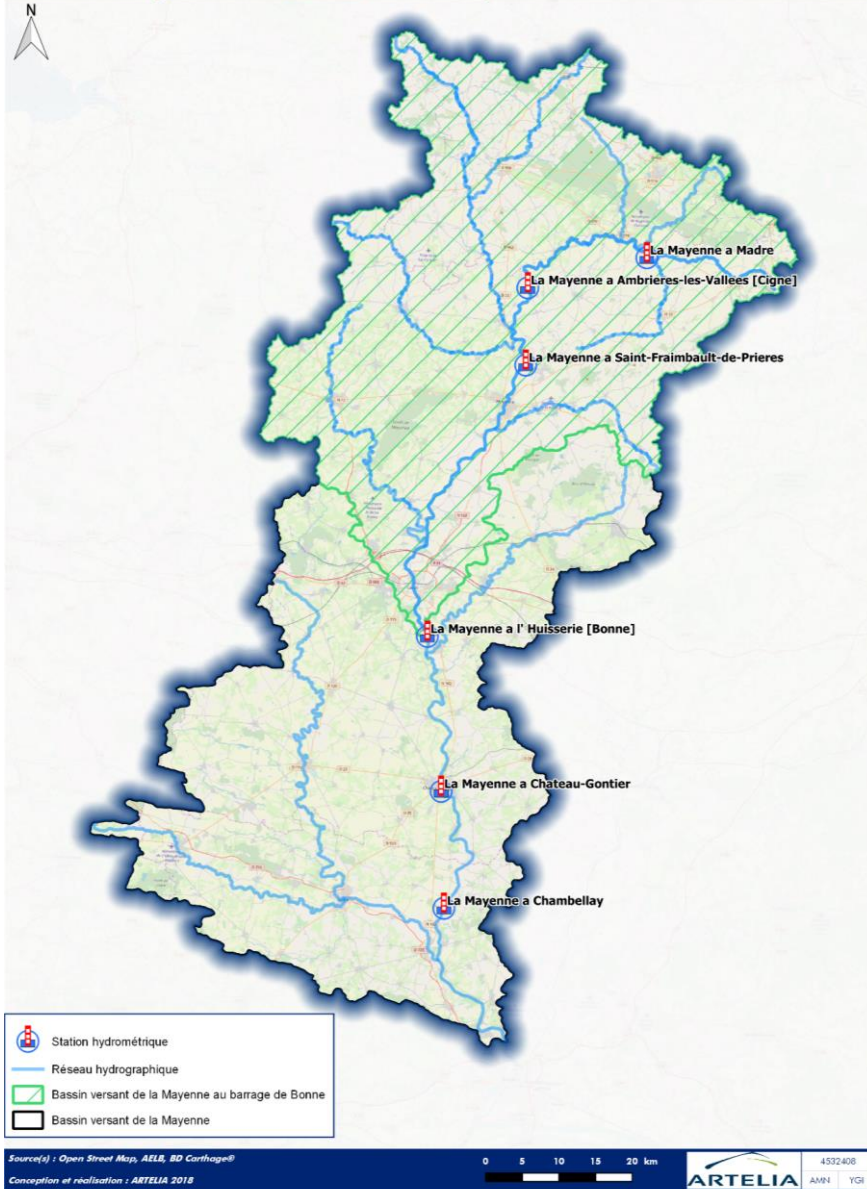 N
La Mayenne a Madre
La Mayenne a Ambrieres-les-Vallees [Cigne]
La Mayenne a Saint-Fraimbault-de-Prieres
La Mayenne a l' Huisserie [Bonne]
La Mayenne a Chateau-Gontier
La Mayenne a Chambellay
Station hydrométrique
Réseau hydrographique
Bassin versant de la Mayenne au barrage de Bonne
Bassin versant de la Mayenne
Source(s) : Open Street Map, AELB, BD Carthage®
Conception et réalisation : ARTELIA 2018
0 5 10 15 20 km
ARTELIA
4532408
AMN YGI